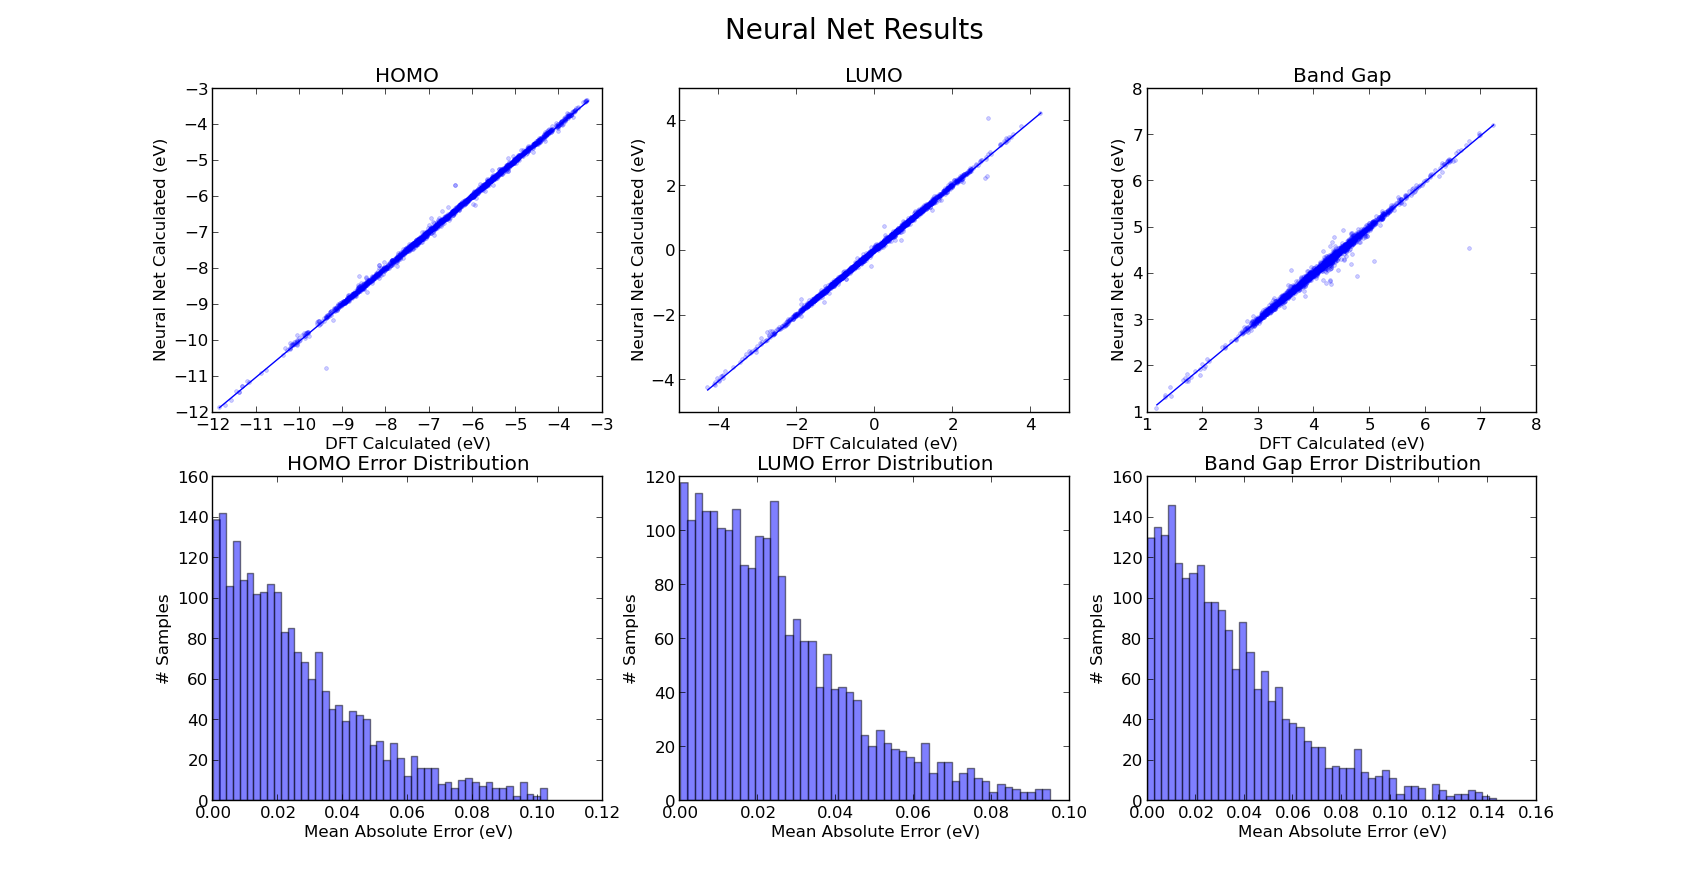 Neural Net Results
HOMO
LUMO
Band Gap
−3
−4
−5
−6
−7
−8
−9
−10
−11
−12
Neural Net Calculated (eV)
−12 −11 −10 −9 −8 −7 −6 −5 −4 −3
DFT Calculated (eV)
4
2
0
−2
−4
Neural Net Calculated (eV)
−4 −2 0 2 4
DFT Calculated (eV)
8
7
6
5
4
3
2
1
Neural Net Calculated (eV)
1 2 3 4 5 6 7 8
DFT Calculated (eV)
HOMO Error Distribution
160
140
120
100
80
60
40
20
0
# Samples
0.00 0.02 0.04 0.06 0.08 0.10 0.12
Mean Absolute Error (eV)
LUMO Error Distribution
120
100
80
60
40
20
0
# Samples
0.00 0.02 0.04 0.06 0.08 0.10
Mean Absolute Error (eV)
Band Gap Error Distribution
160
140
120
100
80
60
40
20
0
# Samples
0.00 0.02 0.04 0.06 0.08 0.10 0.12 0.14 0.16
Mean Absolute Error (eV)